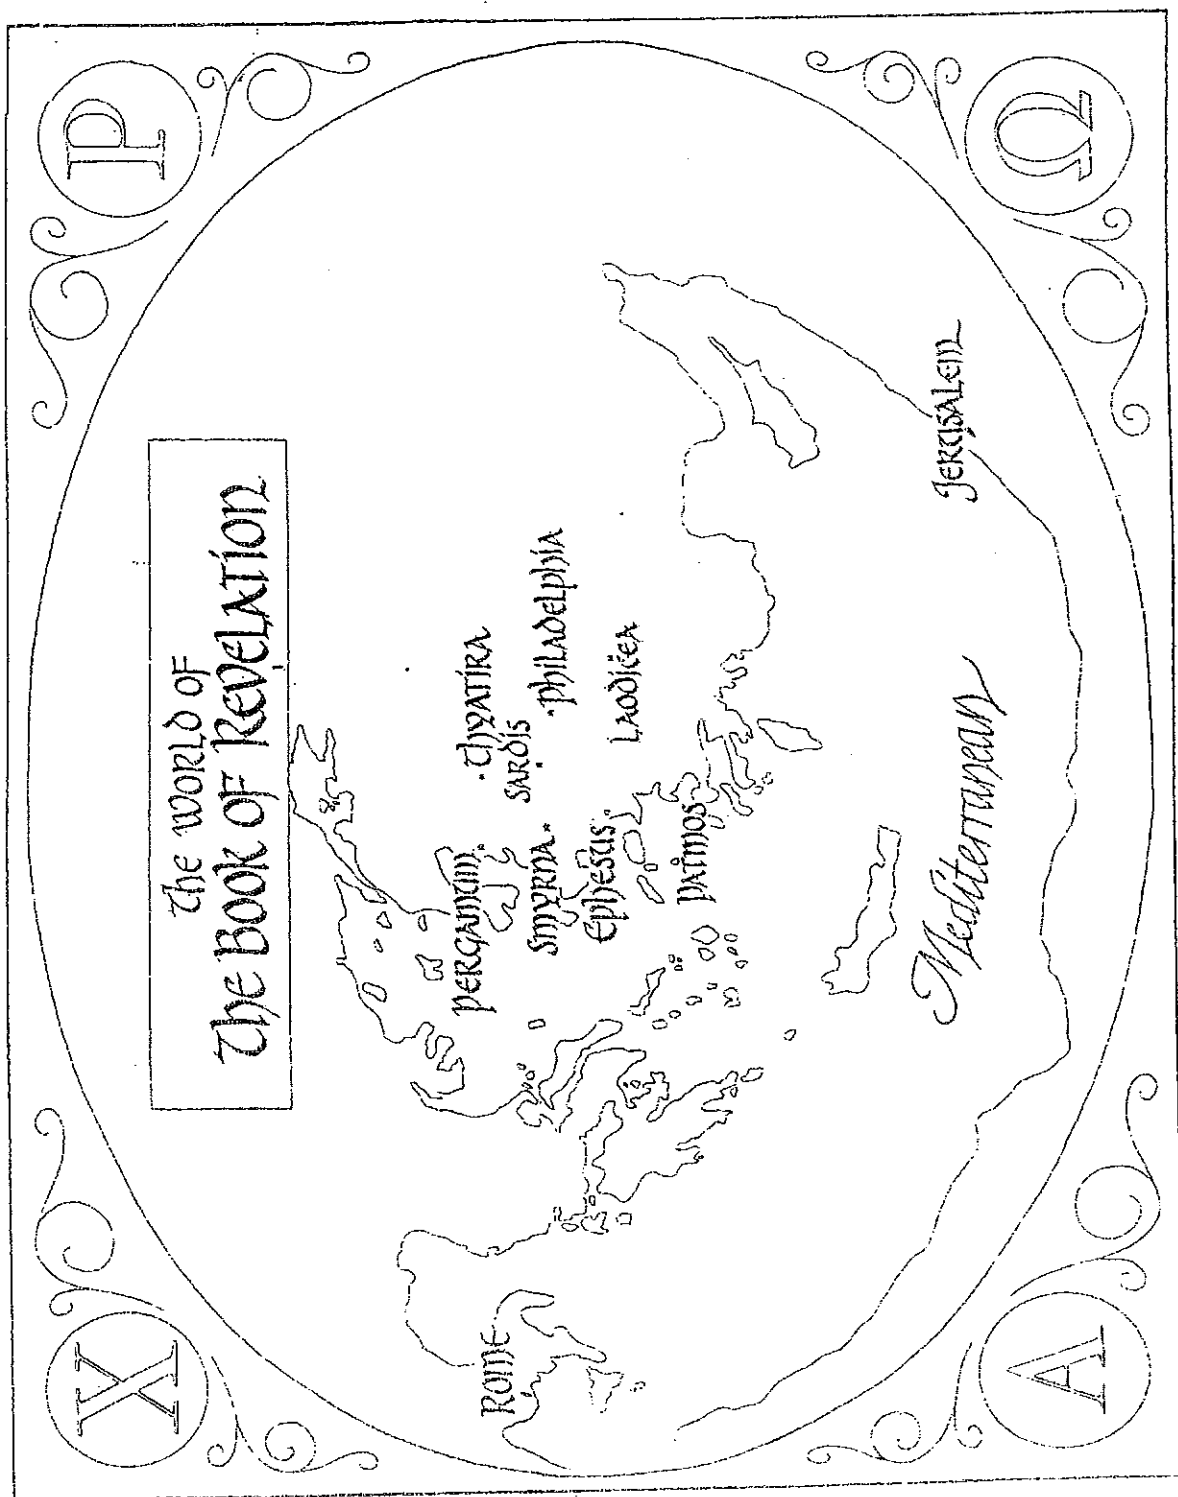 X
P
The World of
The Book of Revelation
Pergamum
Thyatira
Sardis
Smyrna
Philadelphia
Ephesus
Laodicea
Patmos
Rome
Jerusalem
Mediterranean
A
Ω